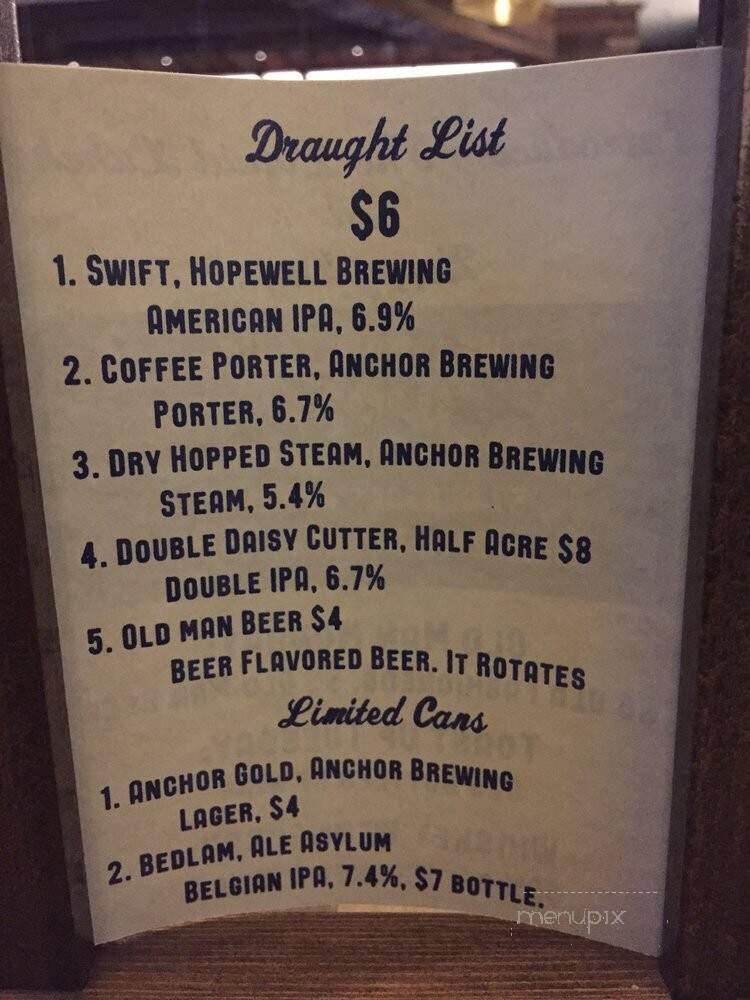 Draught List
$6
1. Swift, Hopewell Brewing
American IPA, 6.9%
2. Coffee Porter, Anchor Brewing
Porter, 6.7%
3. Dry Hopped Steam, Anchor Brewing
Steam, 5.4%
4. Double Daisy Cutter, Half Acre $8
Double IPA, 6.7%
5. Old man Beer $4
Beer Flavored Beer. It Rotates
Limited Cans
1. Anchor Gold, Anchor Brewing
Lager, $4
2. Bedlam, Ale Asylum
Belgian IPA, 7.4%, $7 bottle.
menupix